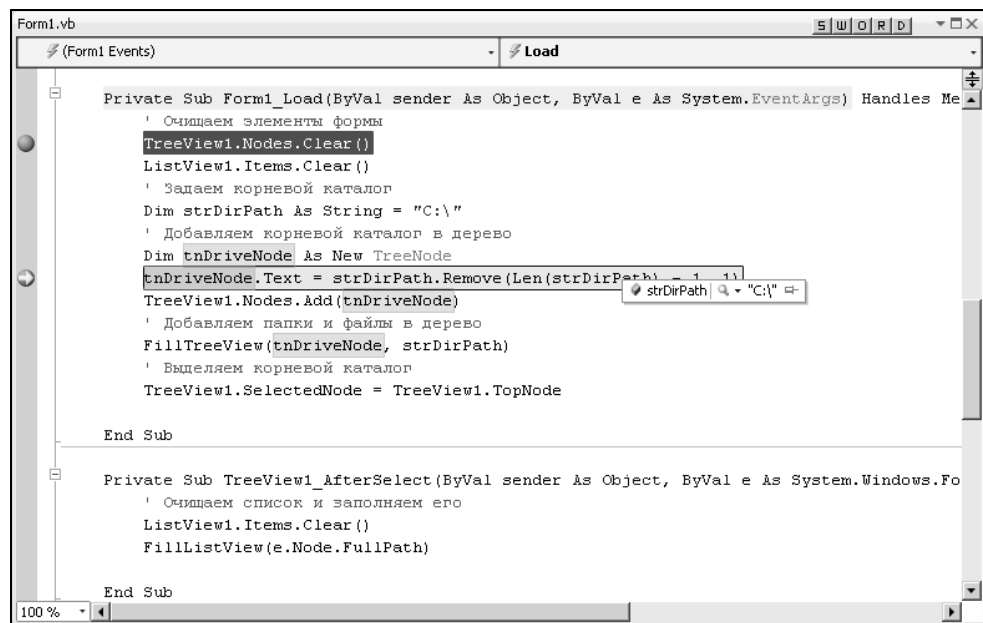 Form1.vb
S W O R D
(Form1 Events) Load
Private Sub Form1_Load(ByVal sender As Object, ByVal e As System.EventArgs) Handles Me
' Очищаем элементы формы
TreeView1.Nodes.Clear()
ListView1.Items.Clear()
' Задаем корневой каталог
Dim strDirPath As String = "C:\"
' Добавляем корневой каталог в дерево
Dim tnDriveNode As New TreeNode
tnDriveNode.Text = strDirPath.Remove(Len(strDirPath) - 1, 1)
strDirPath "C:\"
TreeView1.Nodes.Add(tnDriveNode)
' Добавляем папки и файлы в дерево
FillTreeView(tnDriveNode, strDirPath)
' Выделяем корневой каталог
TreeView1.SelectedNode = TreeView1.TopNode
End Sub
Private Sub TreeView1_AfterSelect(ByVal sender As Object, ByVal e As System.Windows.Fo
' Очищаем список и заполняем его
ListView1.Items.Clear()
FillListView(e.Node.FullPath)
End Sub
100 %